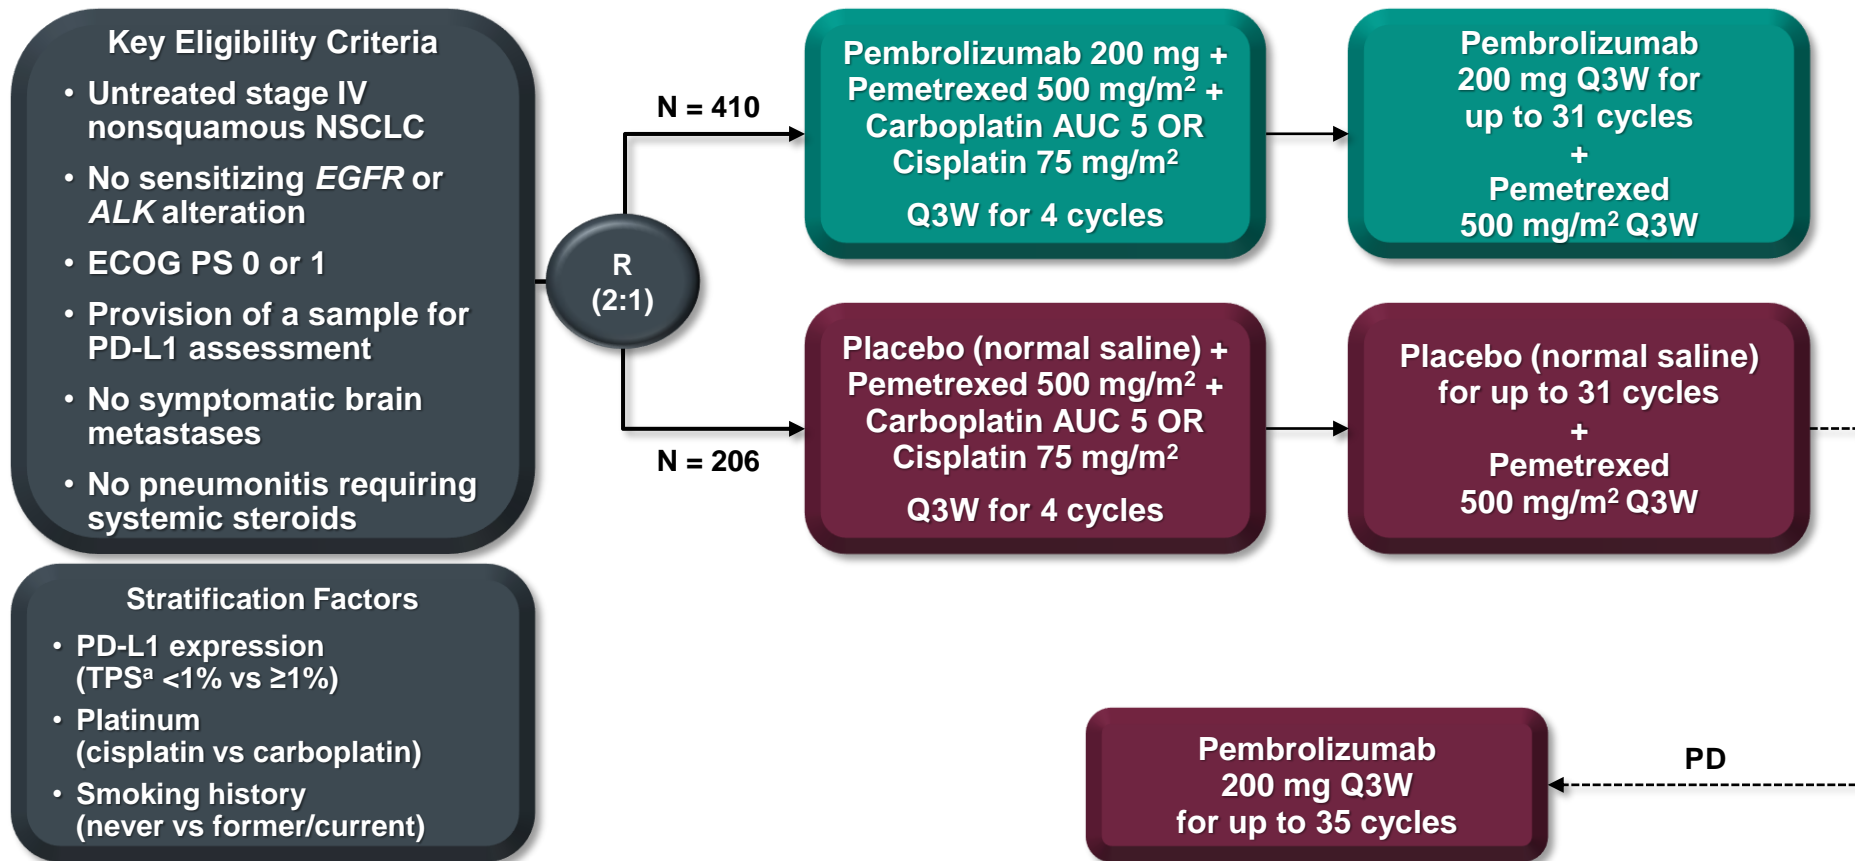 Key Eligibility Criteria
• Untreated stage IV
nonsquamous NSCLC
• No sensitizing EGFR or
ALK alteration
• ECOG PS 0 or 1
• Provision of a sample for
PD-L1 assessment
• No symptomatic brain
metastases
• No pneumonitis requiring
systemic steroids
Stratification Factors
• PD-L1 expression
(TPSᵃ <1% vs ≥1%)
• Platinum
(cisplatin vs carboplatin)
• Smoking history
(never vs former/current)
R
(2:1)
N = 410
Pembrolizumab 200 mg +
Pemetrexed 500 mg/m² +
Carboplatin AUC 5 OR
Cisplatin 75 mg/m²
Q3W for 4 cycles
Pembrolizumab
200 mg Q3W for
up to 31 cycles
+
Pemetrexed
500 mg/m² Q3W
N = 206
Placebo (normal saline) +
Pemetrexed 500 mg/m² +
Carboplatin AUC 5 OR
Cisplatin 75 mg/m²
Q3W for 4 cycles
Placebo (normal saline)
for up to 31 cycles
+
Pemetrexed
500 mg/m² Q3W
PD
Pembrolizumab
200 mg Q3W
for up to 35 cycles